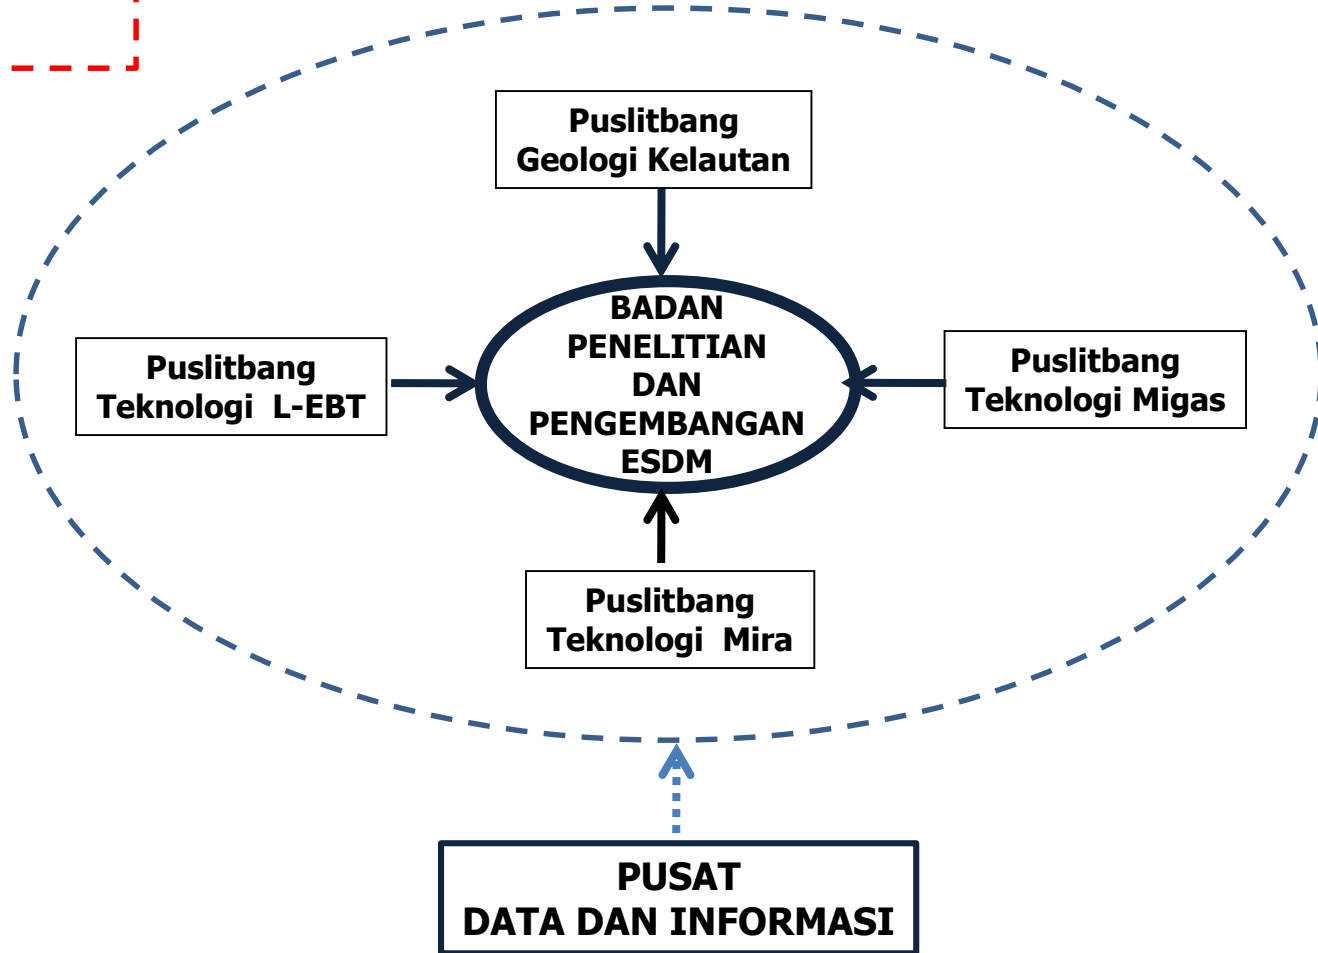 Puslitbang
Geologi Kelautan
BADAN
PENELITIAN
DAN
PENGEMBANGAN
ESDM
Puslitbang
Teknologi L-EBT
Puslitbang
Teknologi Migas
Puslitbang
Teknologi Mira
PUSAT
DATA DAN INFORMASI